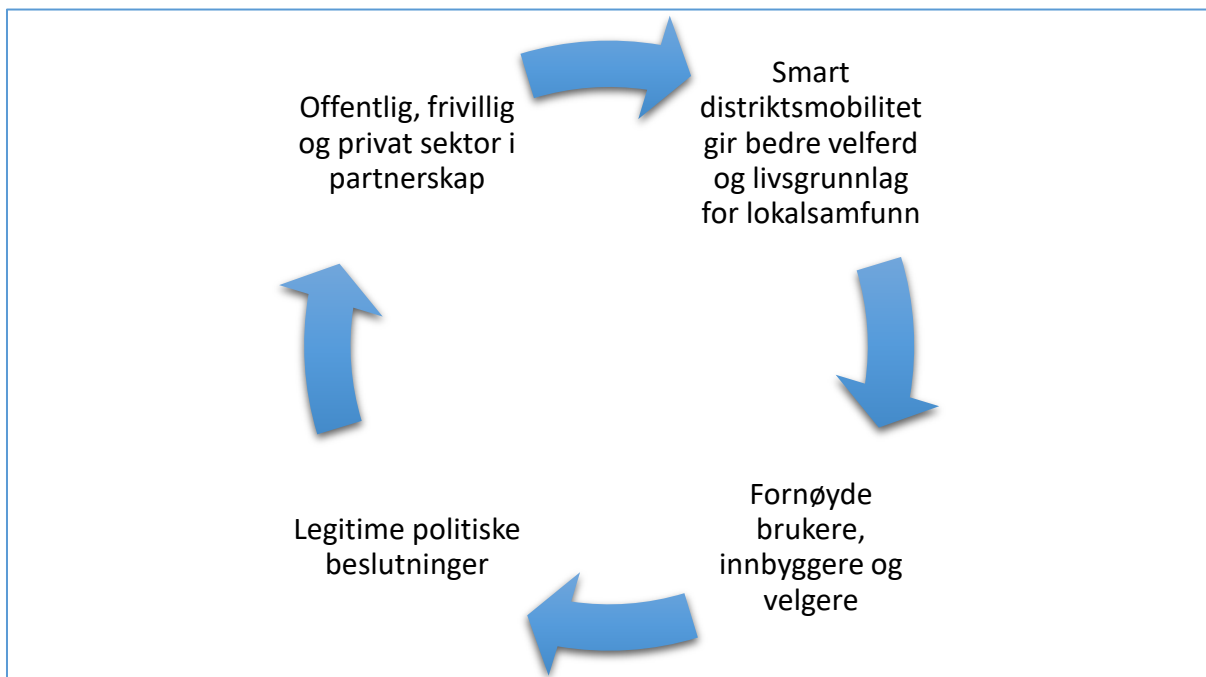 Offentlig, frivillig
og privat sektor i
partnerskap
Smart
distriktsmobilitet
gir bedre velferd
og livsgrunnlag
for lokalsamfunn
Fornøyde
brukere,
innbyggere og
velgere
Legitime politiske
beslutninger